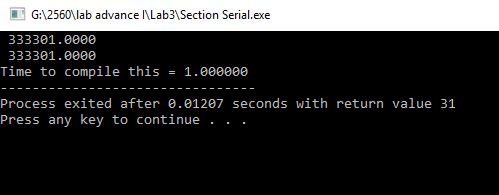 G:\2560\lab advance I\Lab3\Section Serial.exe
333301.0000
333301.0000
Time to compile this = 1.000000
--------------------------------
Process exited after 0.01207 seconds with return value 31
Press any key to continue . . .